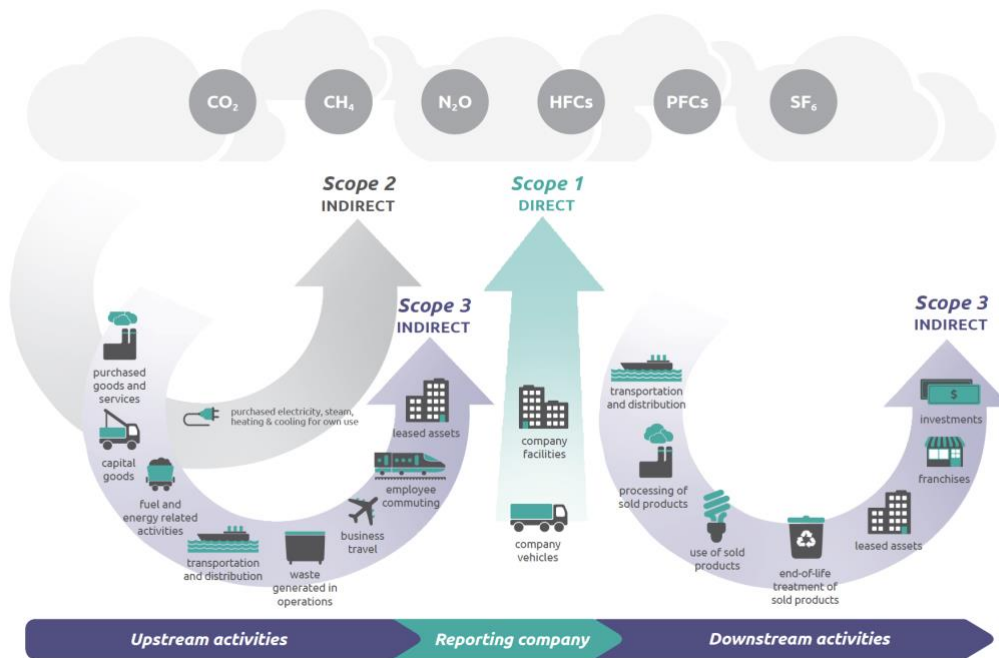 CO₂
CH₄
N₂O
HFCs
PFCs
SF₆
Scope 2
INDIRECT
Scope 1
DIRECT
Scope 3
INDIRECT
Scope 3
INDIRECT
purchased
goods and
services
capital
goods
fuel and
energy related
activities
purchased electricity, steam,
heating & cooling for own use
transportation
and distribution
waste
generated in
operations
business
travel
employee
commuting
leased assets
company
facilities
company
vehicles
transportation
and distribution
processing of
sold products
use of sold
products
end-of-life
treatment of
sold products
leased assets
franchises
$
investments
Upstream activities
Reporting company
Downstream activities